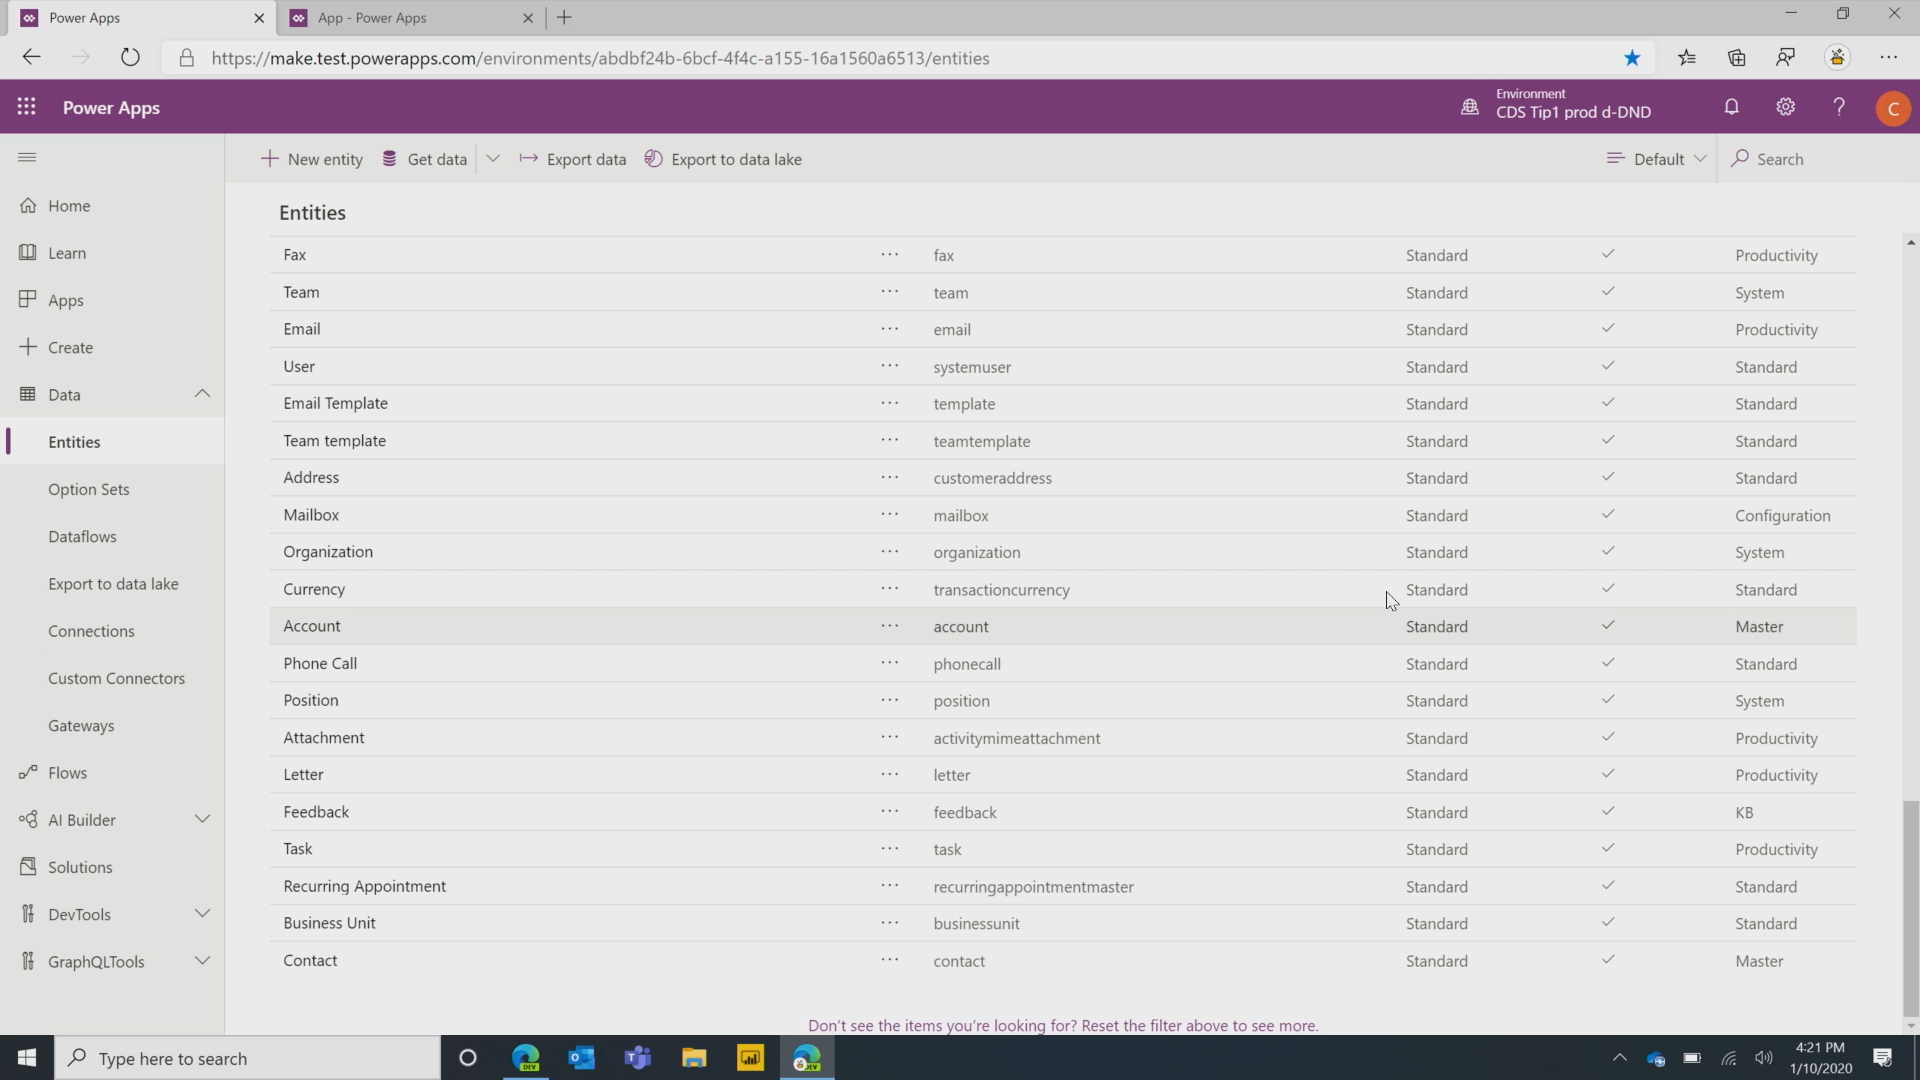 Power Apps
App - Power Apps
https://make.test.powerapps.com/environments/abdbf24b-6bcf-4f4c-a155-16a1560a6513/entities
Power Apps
Environment
CDS Tip1 prod d-DND
C
New entity
Get data
Export data
Export to data lake
Default
Search
Home
Learn
Apps
Create
Data
Entities
Option Sets
Dataflows
Export to data lake
Connections
Custom Connectors
Gateways
Flows
AI Builder
Solutions
DevTools
GraphQLTools
Entities
Fax ··· fax Standard Productivity
Team ··· team Standard System
Email ··· email Standard Productivity
User ··· systemuser Standard Standard
Email Template ··· template Standard Standard
Team template ··· teamtemplate Standard Standard
Address ··· customeraddress Standard Standard
Mailbox ··· mailbox Standard Configuration
Organization ··· organization Standard System
Currency ··· transactioncurrency Standard Standard
Account ··· account Standard Master
Phone Call ··· phonecall Standard Standard
Position ··· position Standard System
Attachment ··· activitymimeattachment Standard Productivity
Letter ··· letter Standard Productivity
Feedback ··· feedback Standard KB
Task ··· task Standard Productivity
Recurring Appointment ··· recurringappointmentmaster Standard Standard
Business Unit ··· businessunit Standard Standard
Contact ··· contact Standard Master
Don't see the items you're looking for? Reset the filter above to see more.
Type here to search
DEV
DEV
4:21 PM
1/10/2020